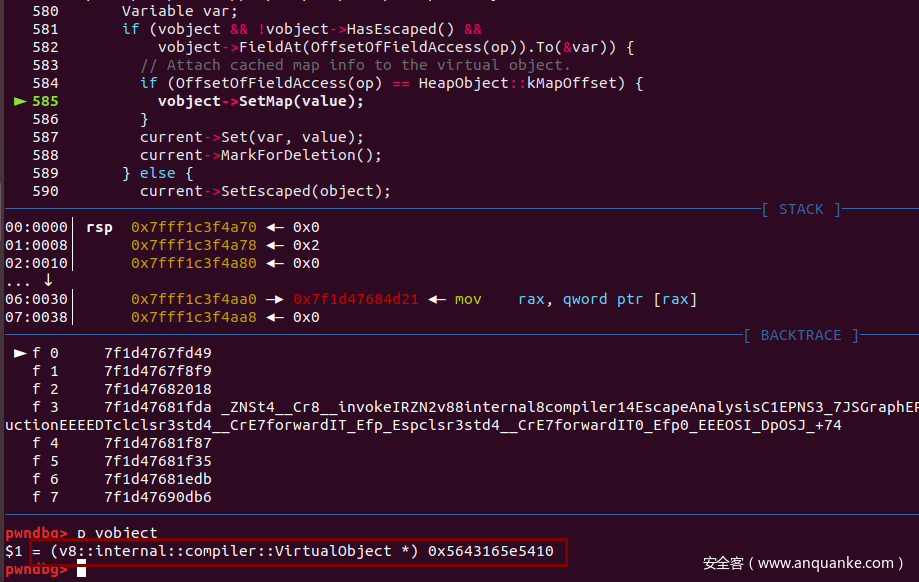 580       Variable var;
581       if (vobject && !vobject->HasEscaped() &&
582           vobject->FieldAt(OffsetOfFieldAccess(op)).To(&var)) {
583         // Attach cached map info to the virtual object.
584         if (OffsetOfFieldAccess(op) == HeapObject::kMapOffset) {
► 585           vobject->SetMap(value);
586         }
587         current->Set(var, value);
588         current->MarkForDeletion();
589       } else {
590         current->SetEscaped(object);
[ STACK ]
00:0000│ rsp  0x7fff1c3f4a70 ◄— 0x0
01:0008│      0x7fff1c3f4a78 ◄— 0x2
02:0010│      0x7fff1c3f4a80 ◄— 0x0
... ↓
06:0030│      0x7fff1c3f4aa0 —► 0x7f1d47684d21 ◄— mov    rax, qword ptr [rax]
07:0038│      0x7fff1c3f4aa8 ◄— 0x0
[ BACKTRACE ]
► f 0     7f1d4767fd49
f 1     7f1d4767f8f9
f 2     7f1d47682018
f 3     7f1d47681fda _ZNSt4__Cr8__invokeIRZN2v88internal8compiler14EscapeAnalysisC1EPNS3_7JSGraphEP
uctionEEEEDTclclsr3std4__CrE7forwardIT_Efp_Espclsr3std4__CrE7forwardIT0_Efp0_EEEOSI_DpOSJ_+74
f 4     7f1d47681f87
f 5     7f1d47681f35
f 6     7f1d47681edb
f 7     7f1d47690db6
pwndbg> p vobject
$1 = (v8::internal::compiler::VirtualObject *) 0x5643165e5410
pwndbg>
安全客（www.anquanke.com）